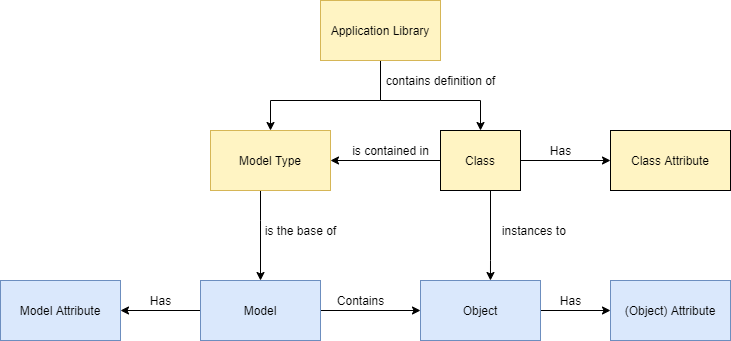 Application Library
contains definition of
Model Type
is contained in
Class
Has
Class Attribute
is the base of
instances to
Model Attribute
Has
Model
Contains
Object
Has
(Object) Attribute